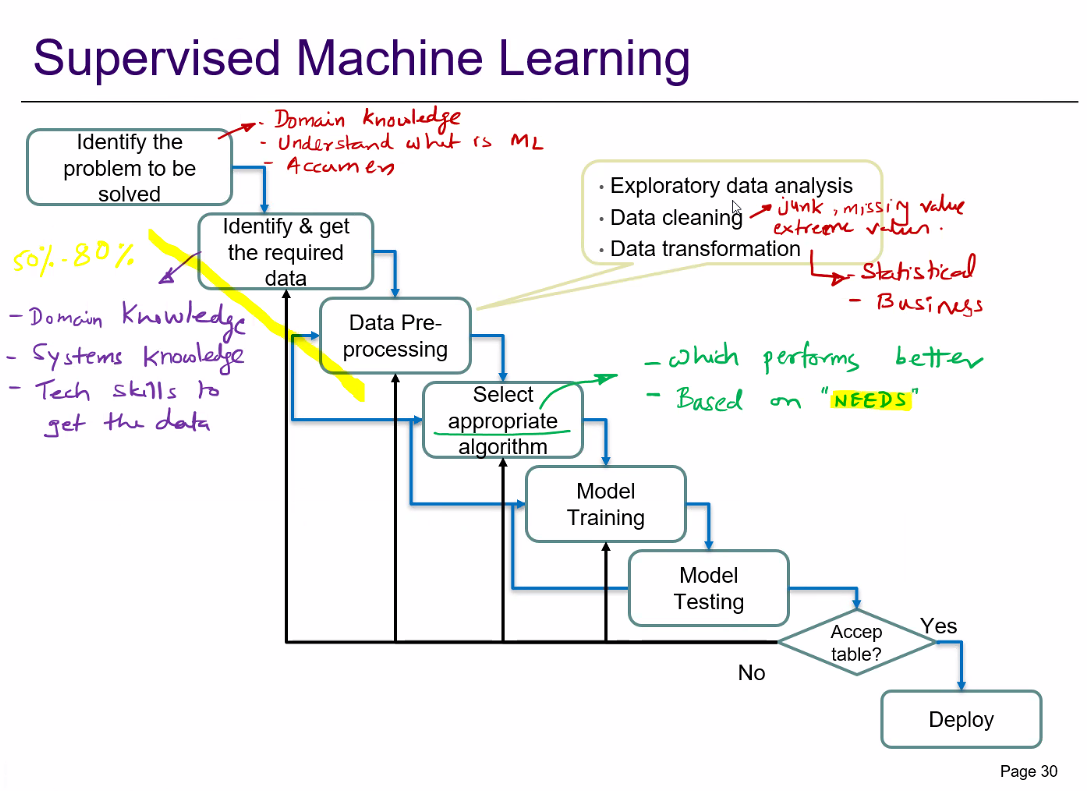 Supervised Machine Learning
Identify the
problem to be
solved
- Domain Knowledge
- Understand what is ML
- Accumen
Identify & get
the required
data
50% - 80%
- Domain Knowledge
- Systems Knowledge
- Tech skills to
get the data
• Exploratory data analysis
• Data cleaning
• Data transformation
junk, missing value
extreme value.
- Statistical
- Business
Data Pre-
processing
Select
appropriate
algorithm
- Which performs better
- Based on "NEEDS"
Model
Training
Model
Testing
Accep
table?
Yes
No
Deploy
Page 30